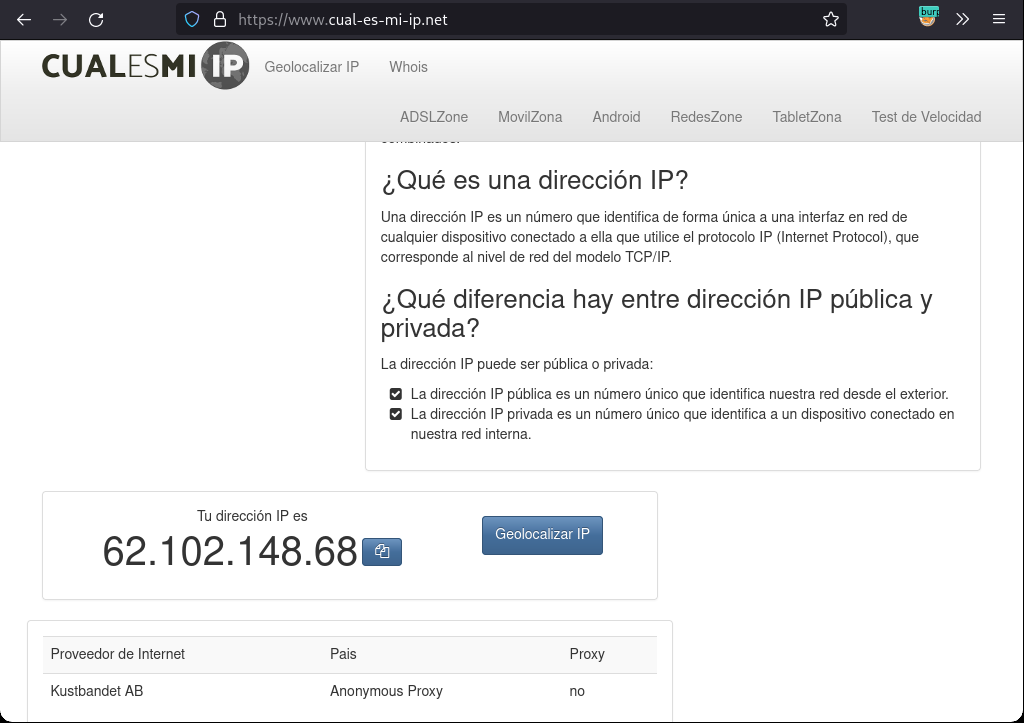 https://www.cual-es-mi-ip.net
burp
CUALESMI IP
Geolocalizar IP
Whois
ADSLZone
MovilZona
Android
RedesZone
TabletZona
Test de Velocidad
¿Qué es una dirección IP?
Una dirección IP es un número que identifica de forma única a una interfaz en red de
cualquier dispositivo conectado a ella que utilice el protocolo IP (Internet Protocol), que
corresponde al nivel de red del modelo TCP/IP.
¿Qué diferencia hay entre dirección IP pública y
privada?
La dirección IP puede ser pública o privada:
La dirección IP pública es un número único que identifica nuestra red desde el exterior.
La dirección IP privada es un número único que identifica a un dispositivo conectado en
nuestra red interna.
Tu dirección IP es
62.102.148.68
Geolocalizar IP
Proveedor de Internet
Pais
Proxy
Kustbandet AB
Anonymous Proxy
no